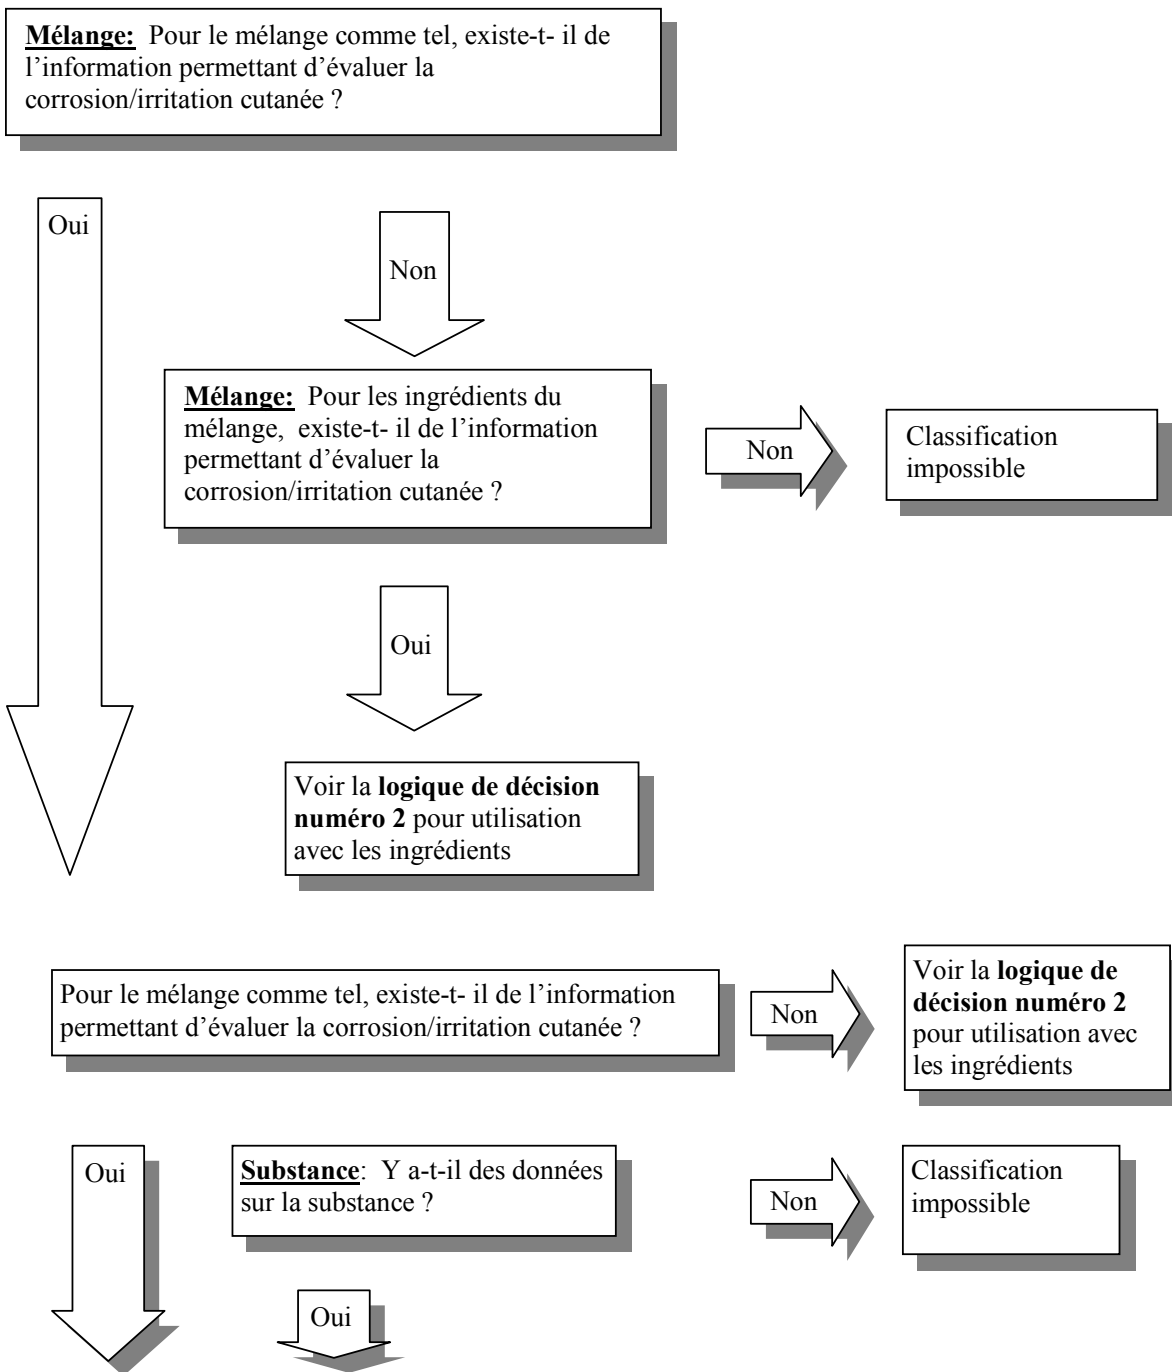 Mélange: Pour le mélange comme tel, existe-t- il de
l'information permettant d'évaluer la
corrosion/irritation cutanée ?
Oui
Non
Mélange: Pour les ingrédients du
mélange, existe-t- il de l'information
permettant d'évaluer la
corrosion/irritation cutanée ?
Non
Classification
impossible
Oui
Voir la logique de décision
numéro 2 pour utilisation
avec les ingrédients
Pour le mélange comme tel, existe-t- il de l'information
permettant d'évaluer la corrosion/irritation cutanée ?
Non
Voir la logique de
décision numéro 2
pour utilisation avec
les ingrédients
Oui
Substance: Y a-t-il des données
sur la substance ?
Non
Classification
impossible
Oui